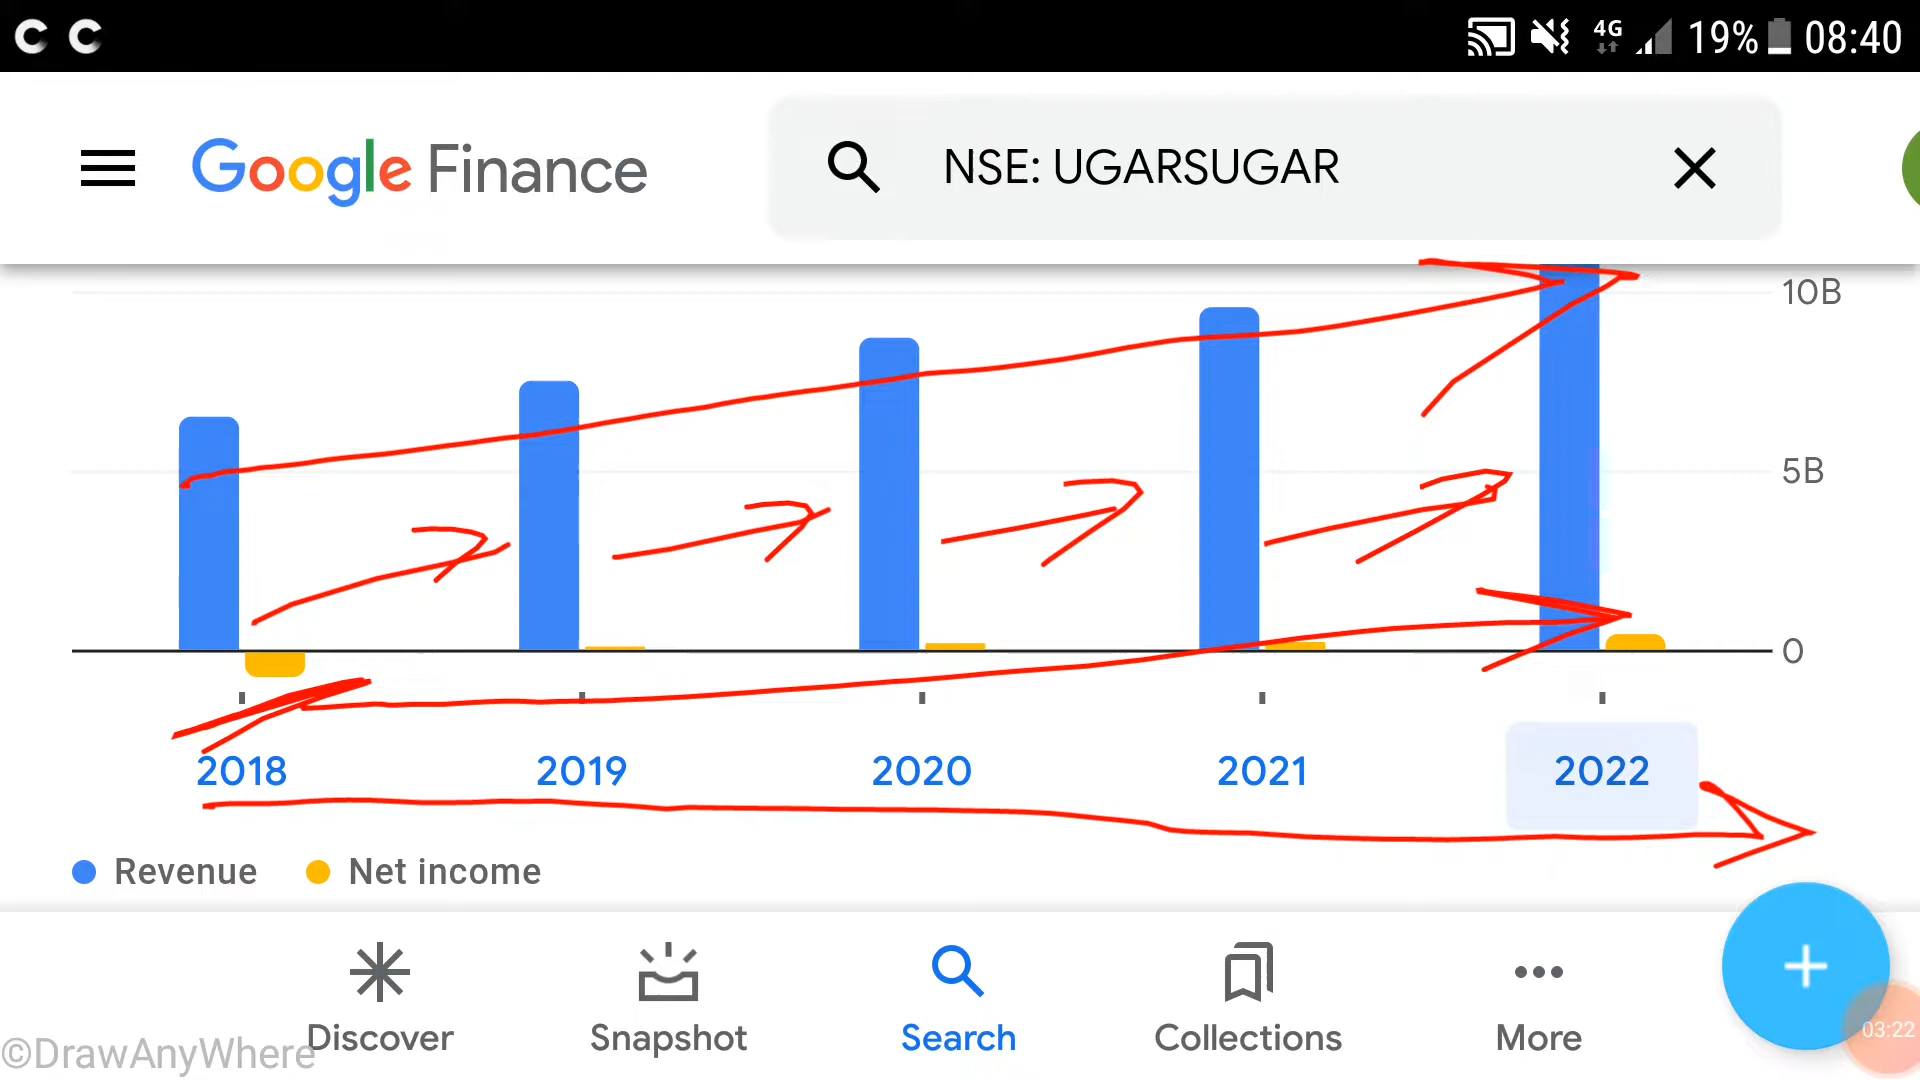 C C 4G 19% 08:40
Google Finance NSE: UGARSUGAR
10B
5B
0
2018 2019 2020 2021 2022
Revenue Net income
Discover Snapshot Search Collections More
03:22
©DrawAnyWhere